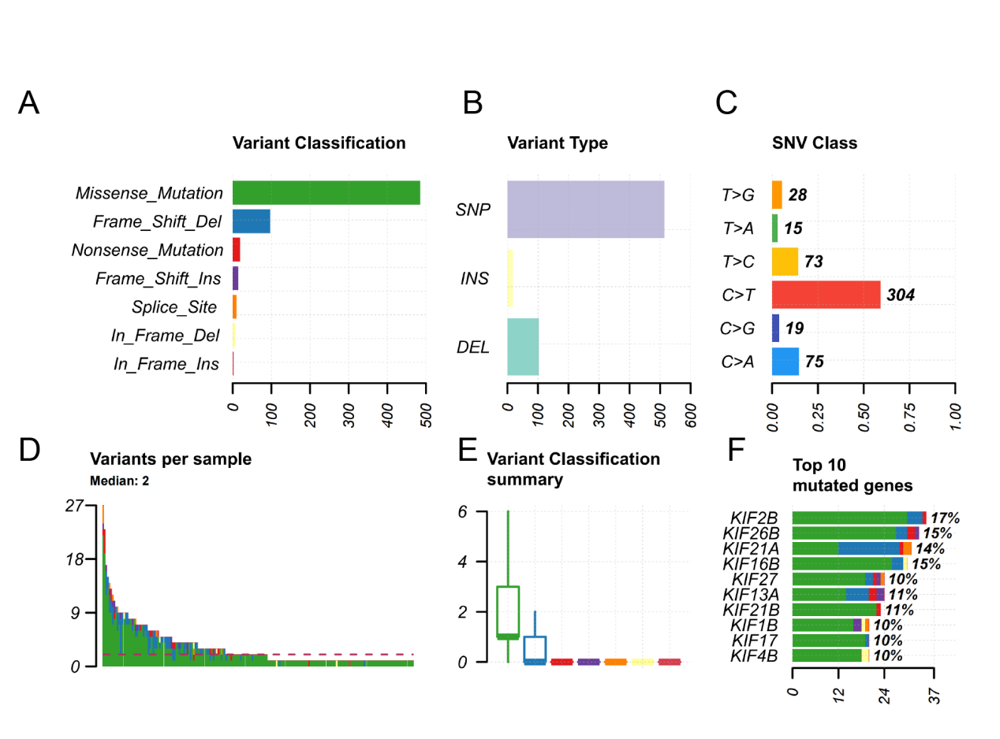 A
B
C
Variant Classification
Variant Type
SNV Class
Missense_Mutation
Frame_Shift_Del
Nonsense_Mutation
Frame_Shift_Ins
Splice_Site
In_Frame_Del
In_Frame_Ins
0 100 200 300 400 500
SNP
INS
DEL
0 100 200 300 400 500 600
T>G 28
T>A 15
T>C 73
C>T 304
C>G 19
C>A 75
0.00 0.25 0.50 0.75 1.00
D
E
F
Variants per sample
Median: 2
27
18
9
0
Variant Classification
summary
6
4
2
0
Top 10
mutated genes
KIF2B 17%
KIF26B 15%
KIF21A 14%
KIF16B 15%
KIF27 10%
KIF13A 11%
KIF21B 11%
KIF1B 10%
KIF17 10%
KIF4B 10%
0 12 24 37